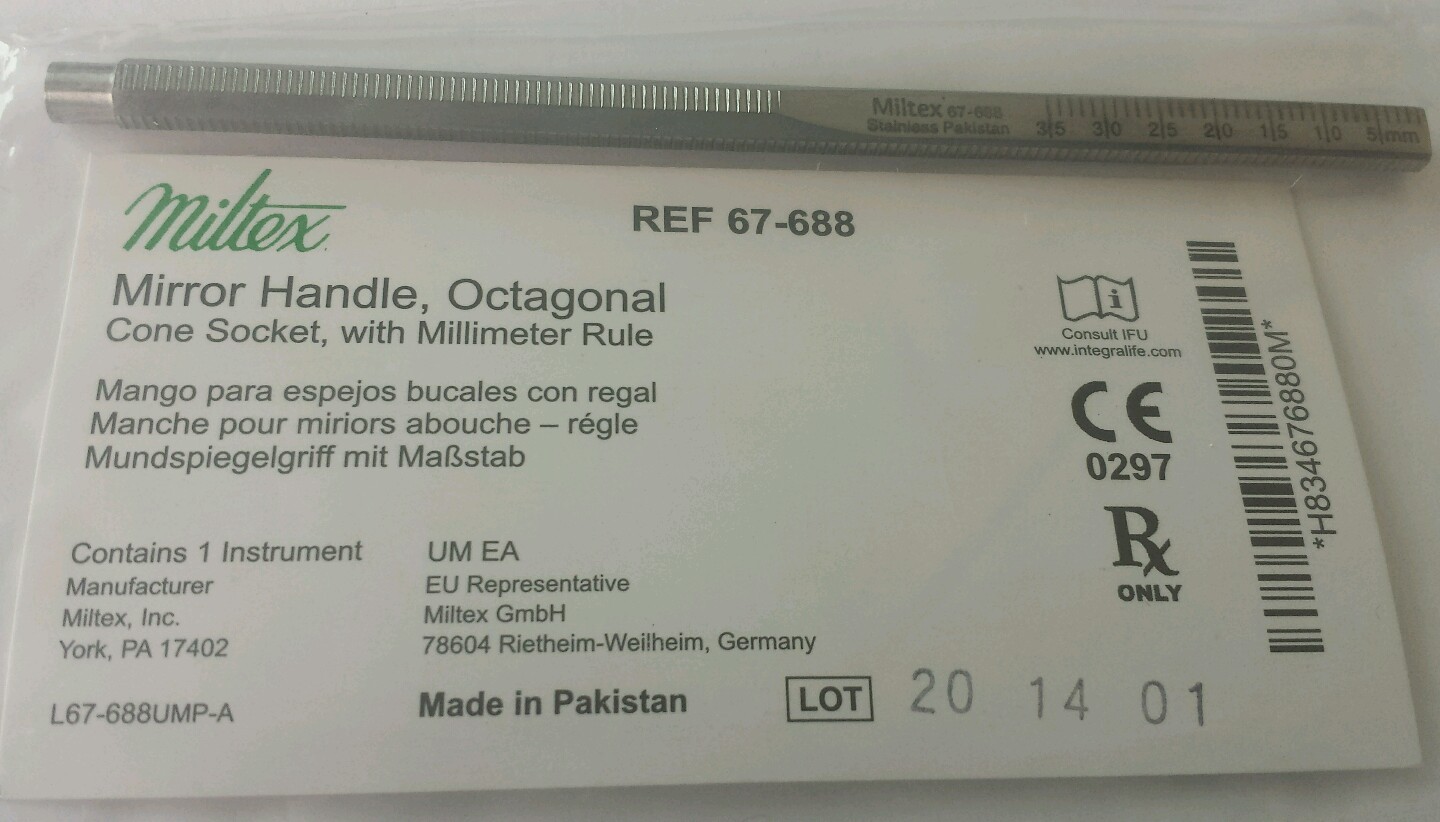 Miltex 67-688
Stainless Pakistan
35 30 25 20 15 10 5 mm
Miltex
REF 67-688
Mirror Handle, Octagonal
Cone Socket, with Millimeter Rule
Mango para espejos bucales con regal
Manche pour miriors abouche – régle
Mundspiegelgriff mit Maßstab
Consult IFU
www.integralife.com
CE
0297
Rx
ONLY
*H834676880M*
Contains 1 Instrument
Manufacturer
Miltex, Inc.
York, PA 17402
UM EA
EU Representative
Miltex GmbH
78604 Rietheim-Weilheim, Germany
L67-688UMP-A
Made in Pakistan
LOT 20 14 01